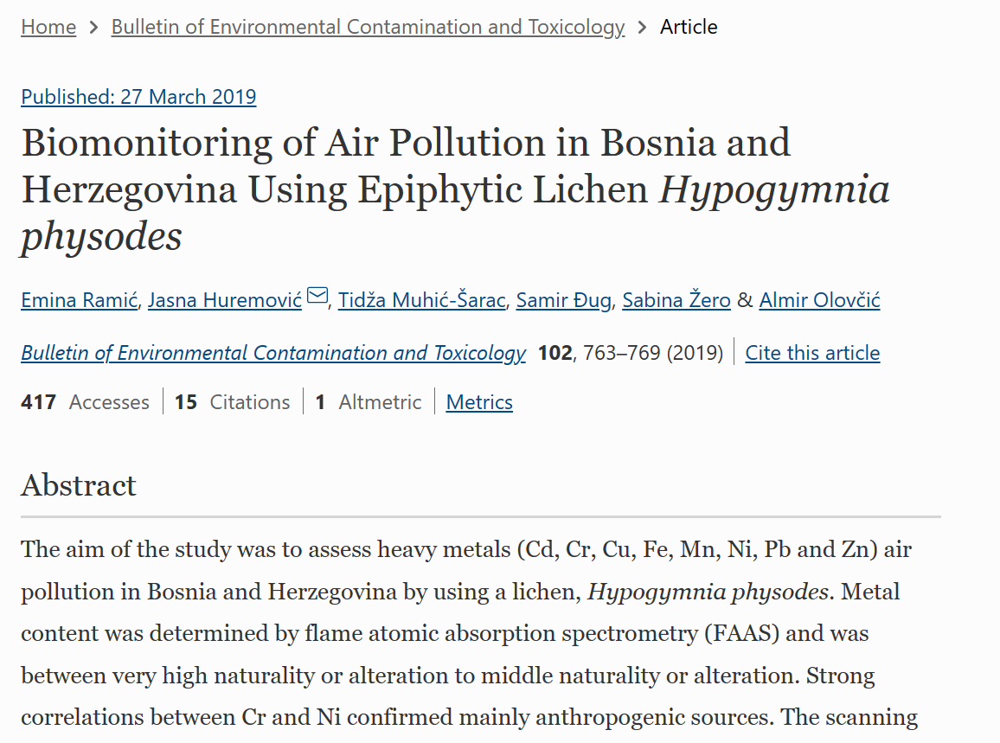 Home > Bulletin of Environmental Contamination and Toxicology > Article
Published: 27 March 2019
Biomonitoring of Air Pollution in Bosnia and
Herzegovina Using Epiphytic Lichen Hypogymnia
physodes
Emina Ramić, Jasna Huremović, Tidža Muhić-Šarac, Samir Đug, Sabina Žero & Almir Olovčić
Bulletin of Environmental Contamination and Toxicology 102, 763–769 (2019) | Cite this article
417 Accesses | 15 Citations | 1 Altmetric | Metrics
Abstract
The aim of the study was to assess heavy metals (Cd, Cr, Cu, Fe, Mn, Ni, Pb and Zn) air
pollution in Bosnia and Herzegovina by using a lichen, Hypogymnia physodes. Metal
content was determined by flame atomic absorption spectrometry (FAAS) and was
between very high naturality or alteration to middle naturality or alteration. Strong
correlations between Cr and Ni confirmed mainly anthropogenic sources. The scanning